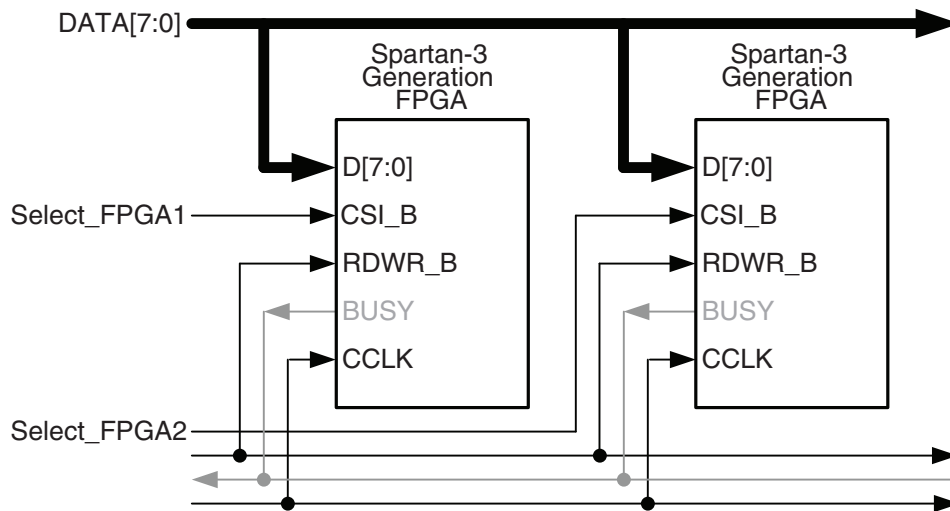 DATA[7:0]
Spartan-3
Generation
FPGA
D[7:0]
CSI_B
RDWR_B
BUSY
CCLK
Spartan-3
Generation
FPGA
D[7:0]
CSI_B
RDWR_B
BUSY
CCLK
Select_FPGA1
Select_FPGA2